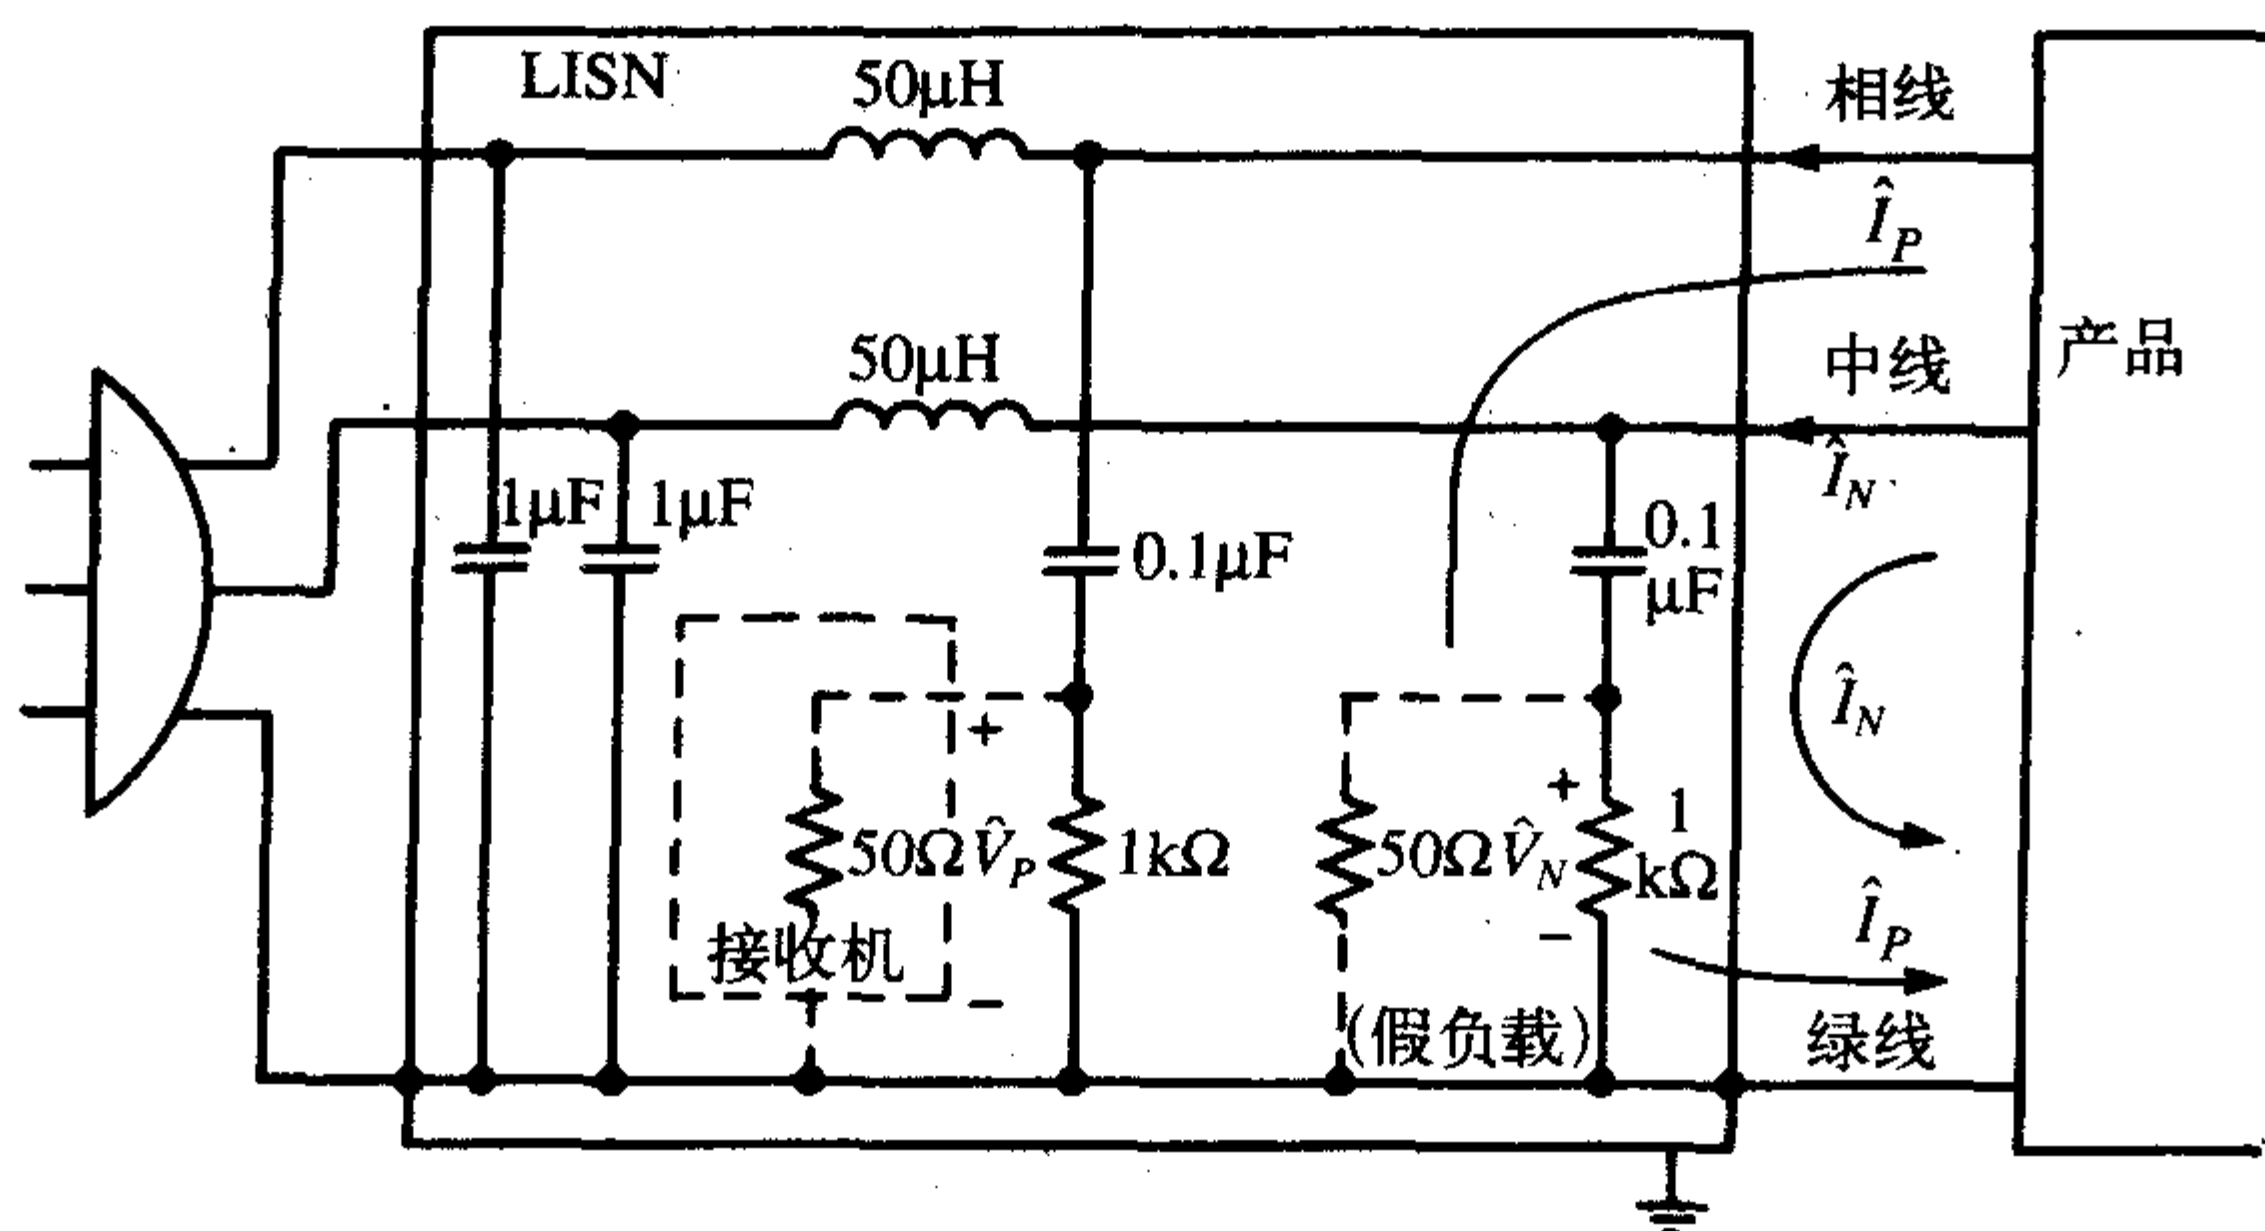 LISN
50μH
相线
Î_P
50μH
中线
产品
Î_N
1μF
1μF
0.1μF
0.1
μF
Î_N
+
+
50Ω
V̂_P
1kΩ
50Ω
V̂_N
1
kΩ
Î_P
接收机
−
−
(假负载)
绿线